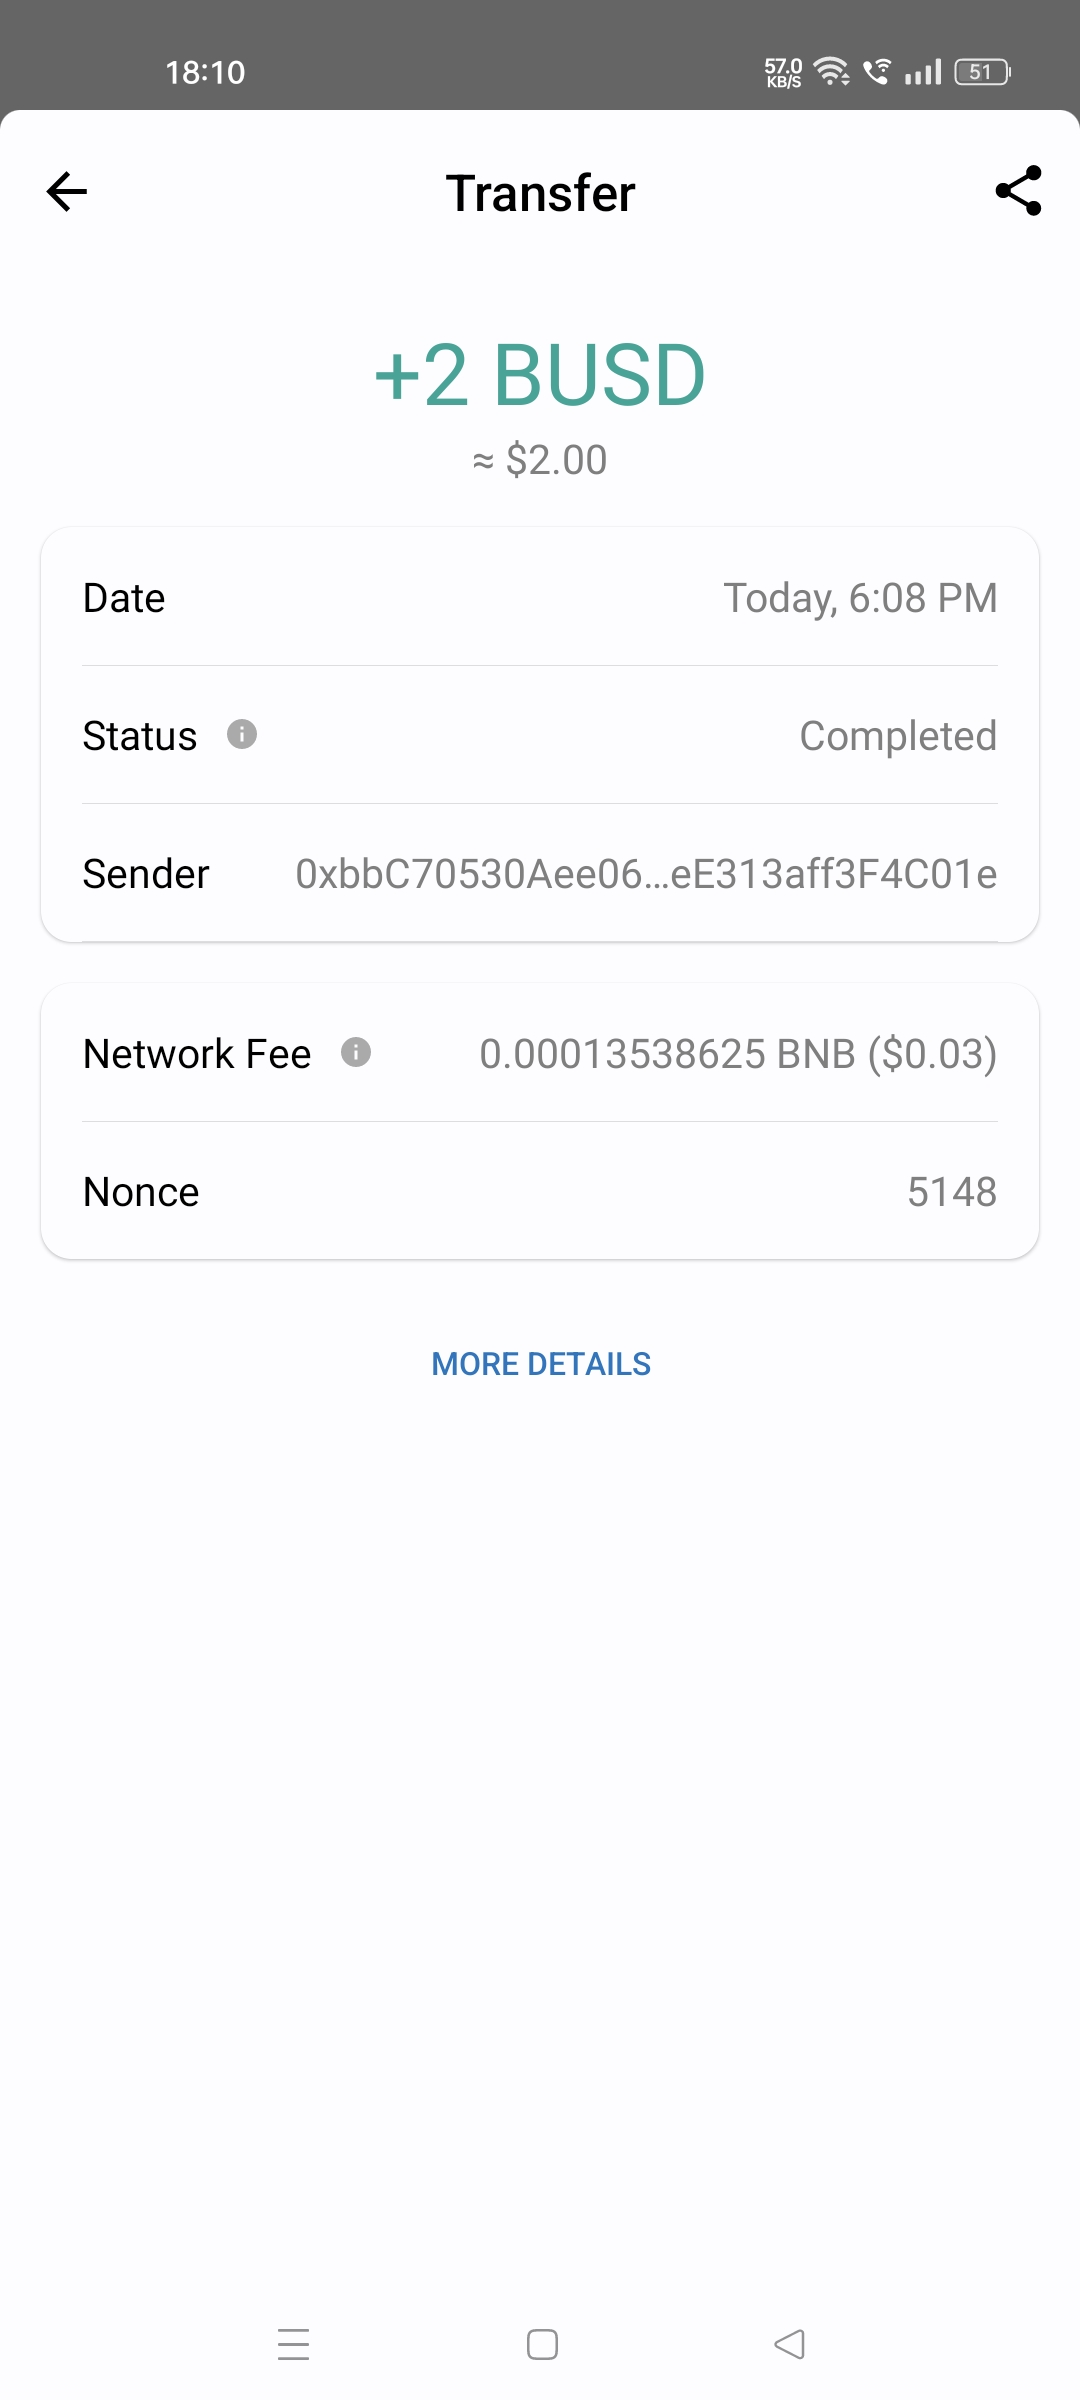 18:10
57.0
KB/S
51
Transfer
+2 BUSD
≈ $2.00
Date
Today, 6:08 PM
Status
Completed
Sender
0xbbC70530Aee06...eE313aff3F4C01e
Network Fee
0.00013538625 BNB ($0.03)
Nonce
5148
MORE DETAILS